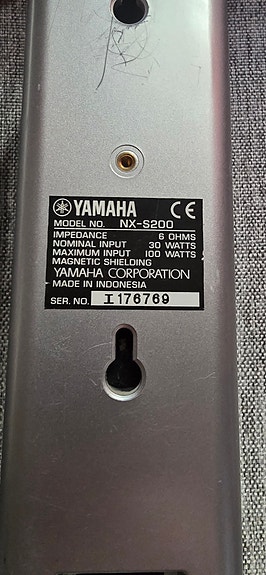 YAMAHA CE
MODEL NO. NX-S200
IMPEDANCE 6 OHMS
NOMINAL INPUT 30 WATTS
MAXIMUM INPUT 100 WATTS
MAGNETIC SHIELDING
YAMAHA CORPORATION
MADE IN INDONESIA
SER. NO. I176769